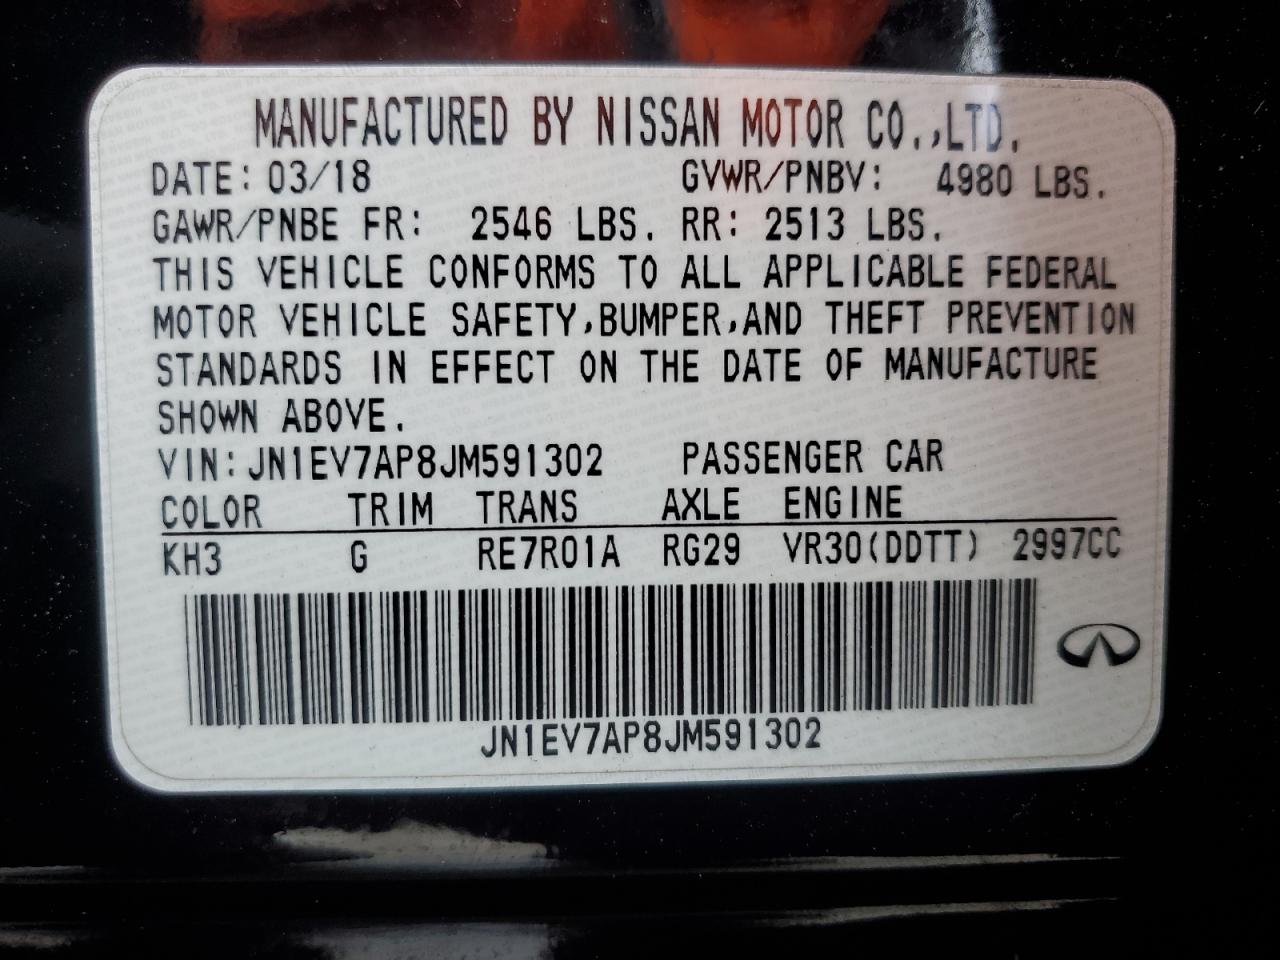 MANUFACTURED BY NISSAN MOTOR CO.,LTD.
DATE: 03/18 GVWR/PNBV: 4980 LBS.
GAWR/PNBE FR: 2546 LBS. RR: 2513 LBS.
THIS VEHICLE CONFORMS TO ALL APPLICABLE FEDERAL
MOTOR VEHICLE SAFETY,BUMPER,AND THEFT PREVENTION
STANDARDS IN EFFECT ON THE DATE OF MANUFACTURE
SHOWN ABOVE.
VIN: JN1EV7AP8JM591302 PASSENGER CAR
COLOR TRIM TRANS AXLE ENGINE
KH3 G RE7R01A RG29 VR30(DDTT) 2997CC
JN1EV7AP8JM591302